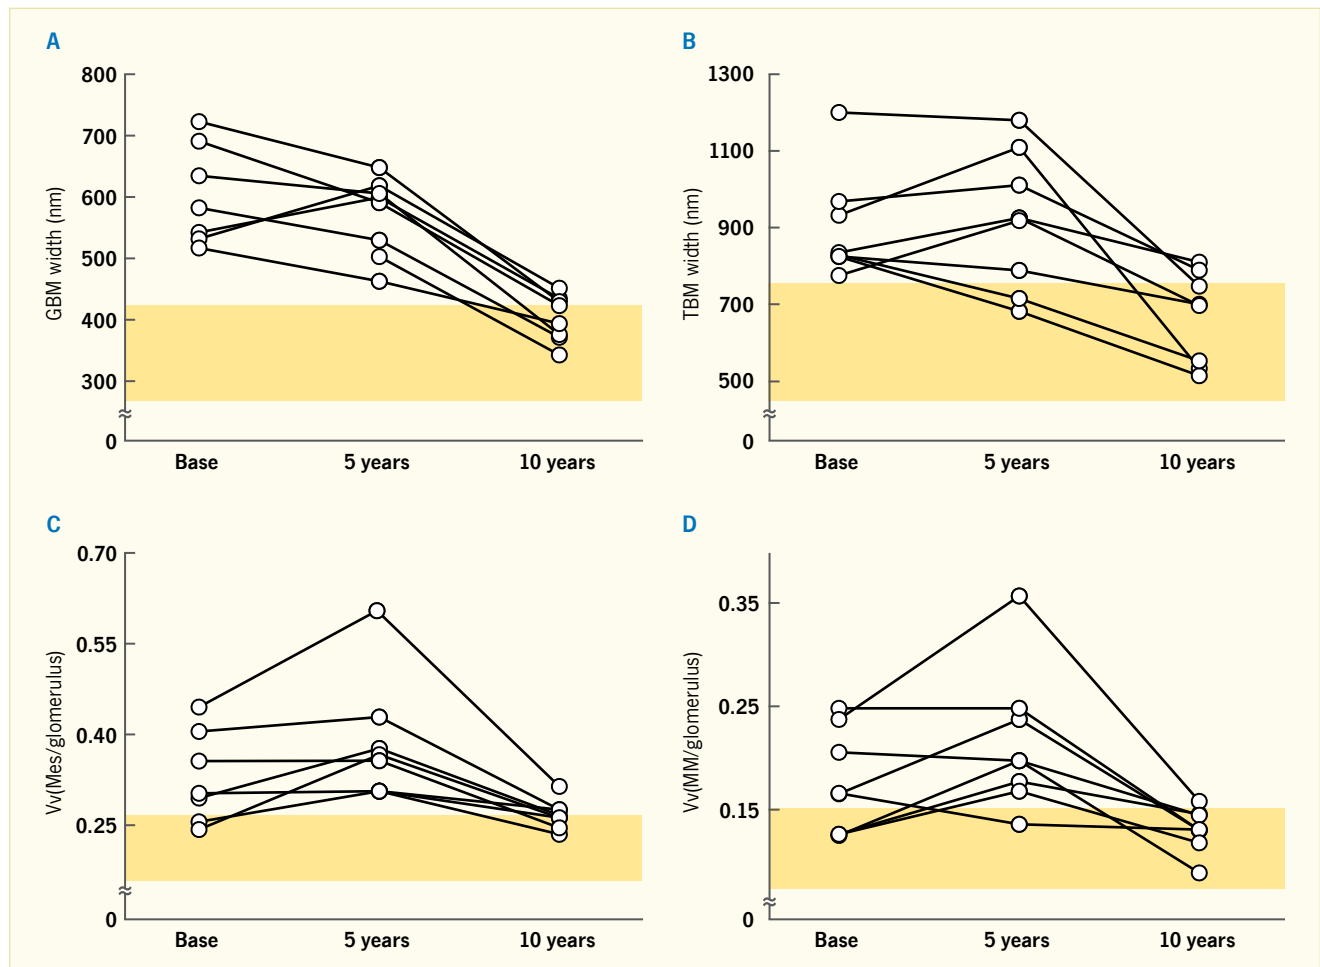 A
800
700
600
500
400
300
0
GBM width (nm)
Base 5 years 10 years
B
1300
1100
900
700
500
0
TBM width (nm)
Base 5 years 10 years
C
0.70
0.55
0.40
0.25
0
Vv(Mes/glomerulus)
Base 5 years 10 years
D
0.35
0.25
0.15
0
Vv(MM/glomerulus)
Base 5 years 10 years